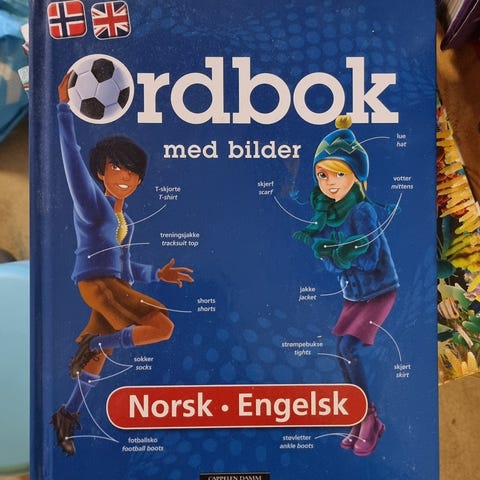 Ordbok
med bilder
lue
hat
T-skjorte
T-shirt
skjerf
scarf
votter
mittens
treningsjakke
tracksuit top
jakke
jacket
shorts
shorts
strømpebukse
tights
sokker
socks
skjørt
skirt
Norsk · Engelsk
fotballsko
football boots
støvletter
ankle boots
CAPPELEN DAMM